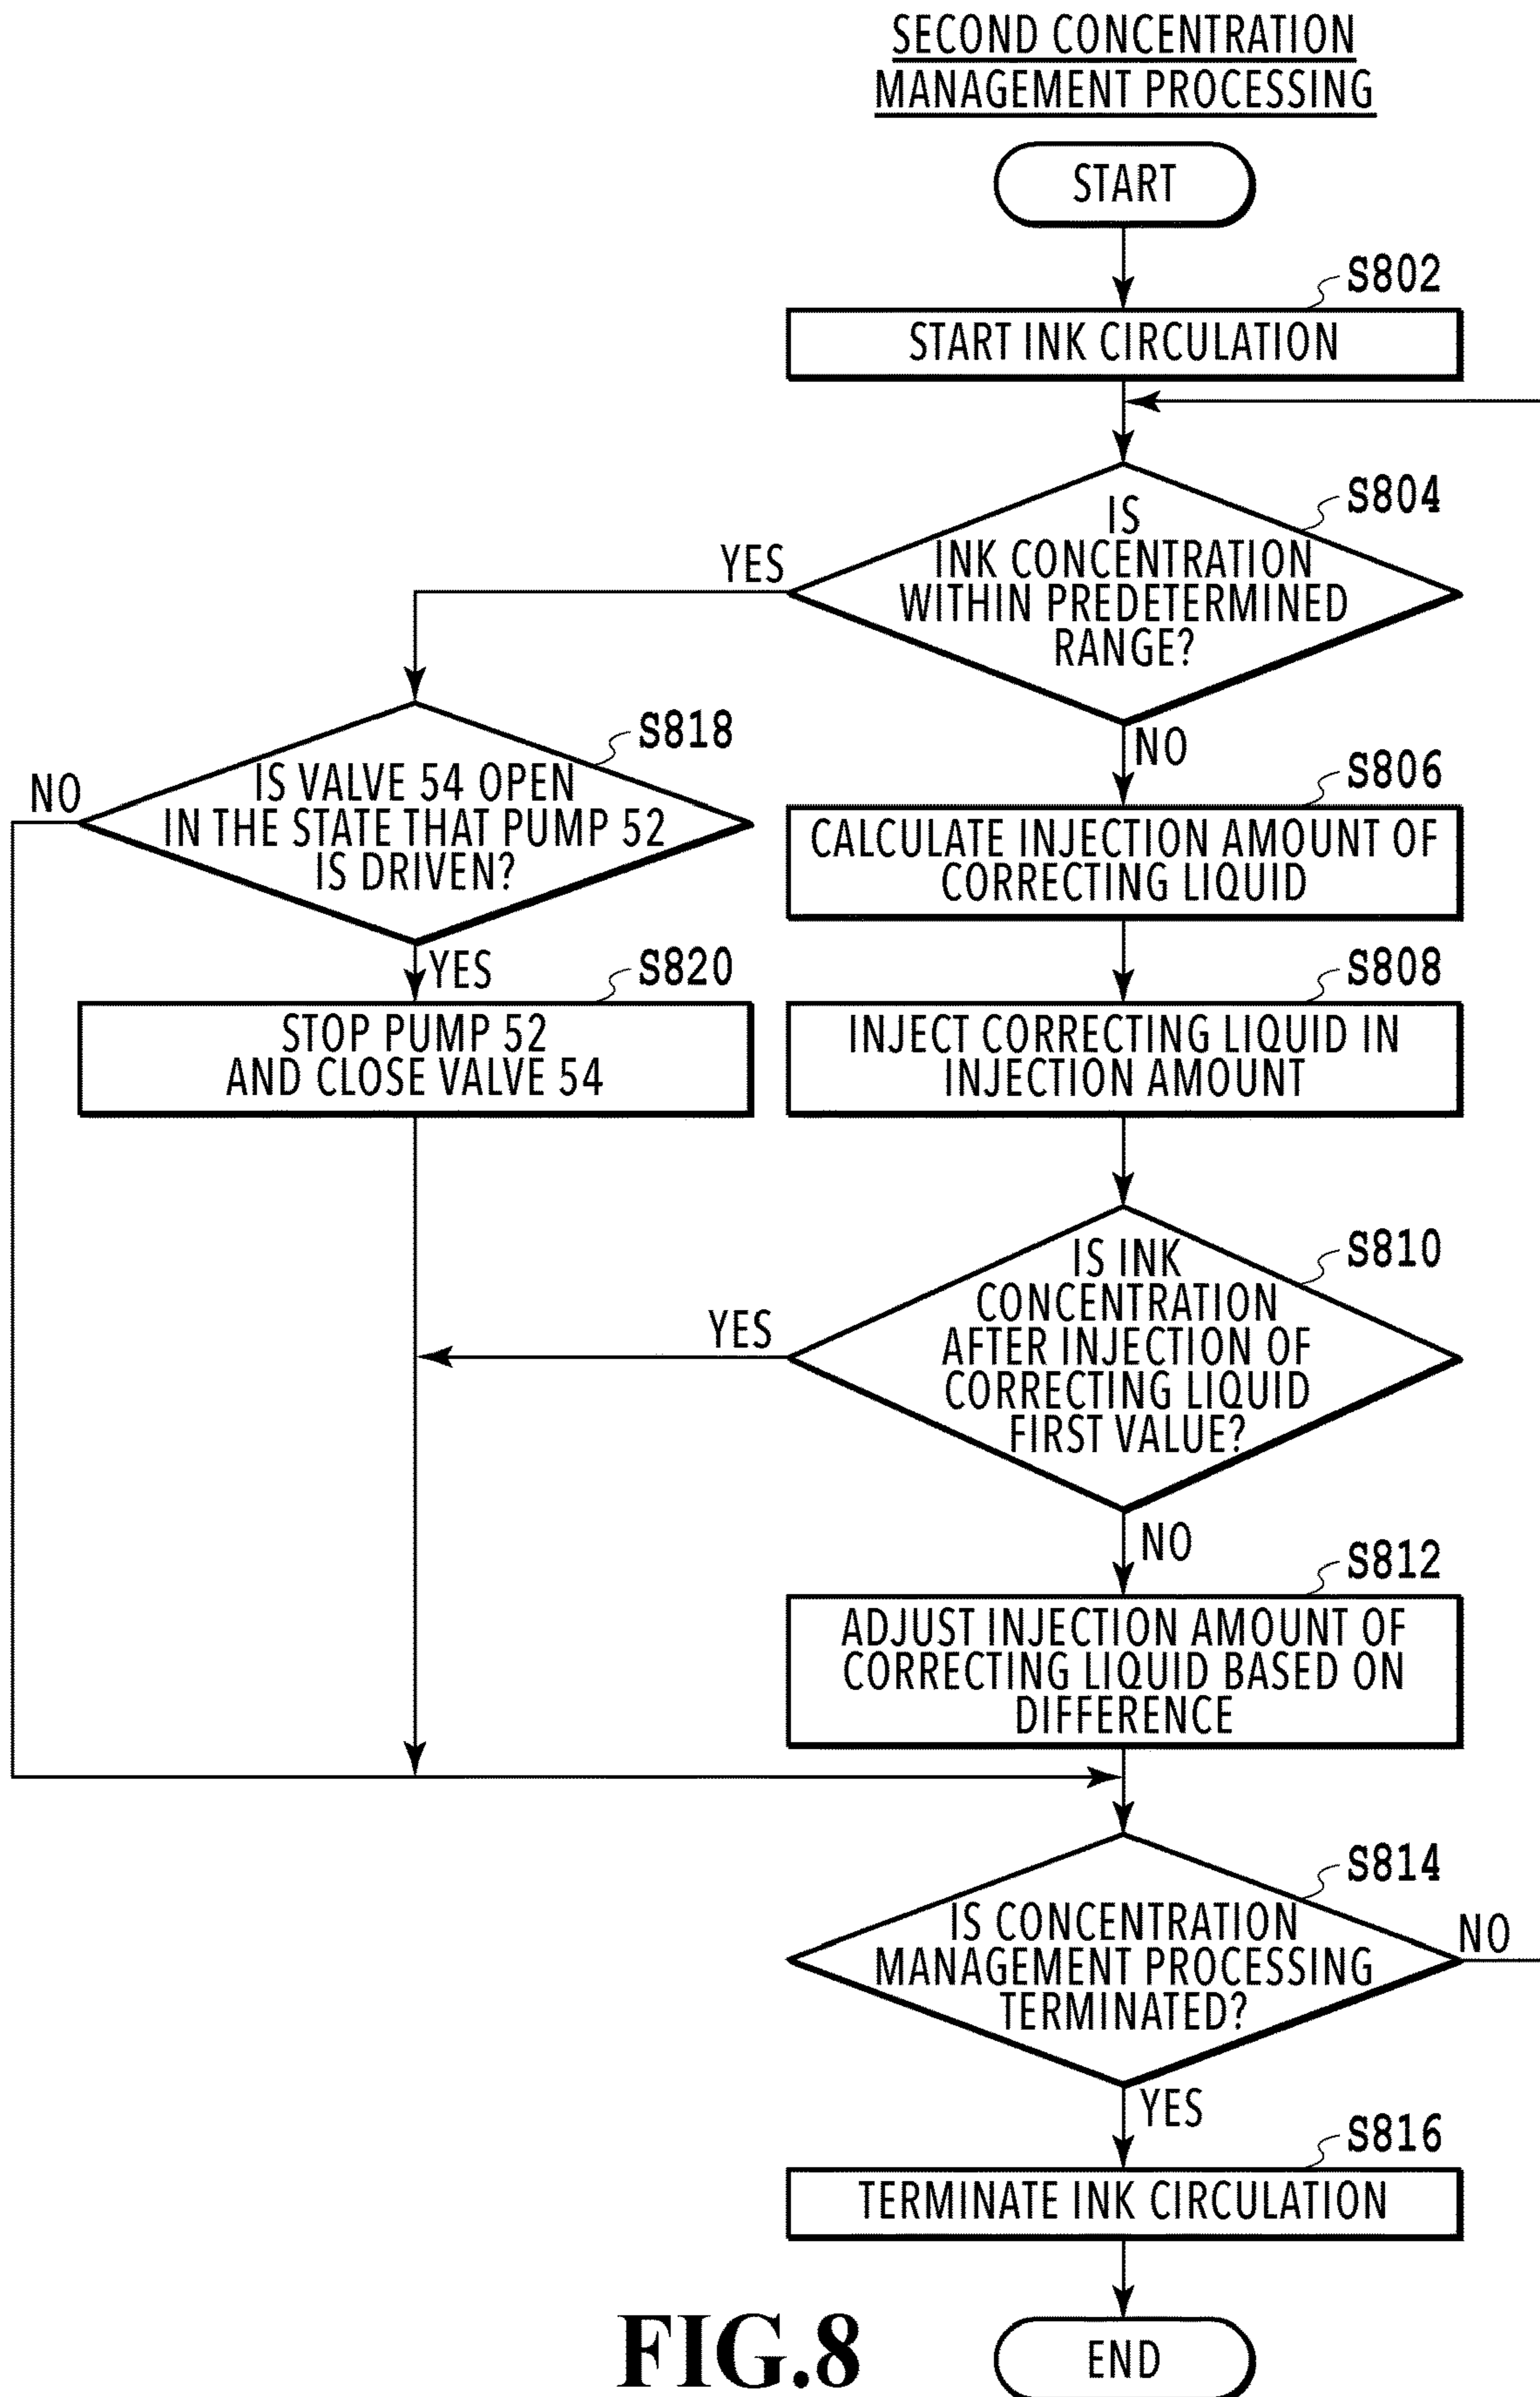 SECOND CONCENTRATION
MANAGEMENT PROCESSING
START
S802
START INK CIRCULATION
S804
IS
INK CONCENTRATION
WITHIN PREDETERMINED
RANGE?
YES
NO
S818
IS VALVE 54 OPEN
IN THE STATE THAT PUMP 52
IS DRIVEN?
NO
YES
S820
STOP PUMP 52
AND CLOSE VALVE 54
S806
CALCULATE INJECTION AMOUNT OF
CORRECTING LIQUID
S808
INJECT CORRECTING LIQUID IN
INJECTION AMOUNT
S810
IS INK
CONCENTRATION
AFTER INJECTION OF
CORRECTING LIQUID
FIRST VALUE?
YES
NO
S812
ADJUST INJECTION AMOUNT OF
CORRECTING LIQUID BASED ON
DIFFERENCE
S814
IS CONCENTRATION
MANAGEMENT PROCESSING
TERMINATED?
NO
YES
S816
TERMINATE INK CIRCULATION
END
FIG.8